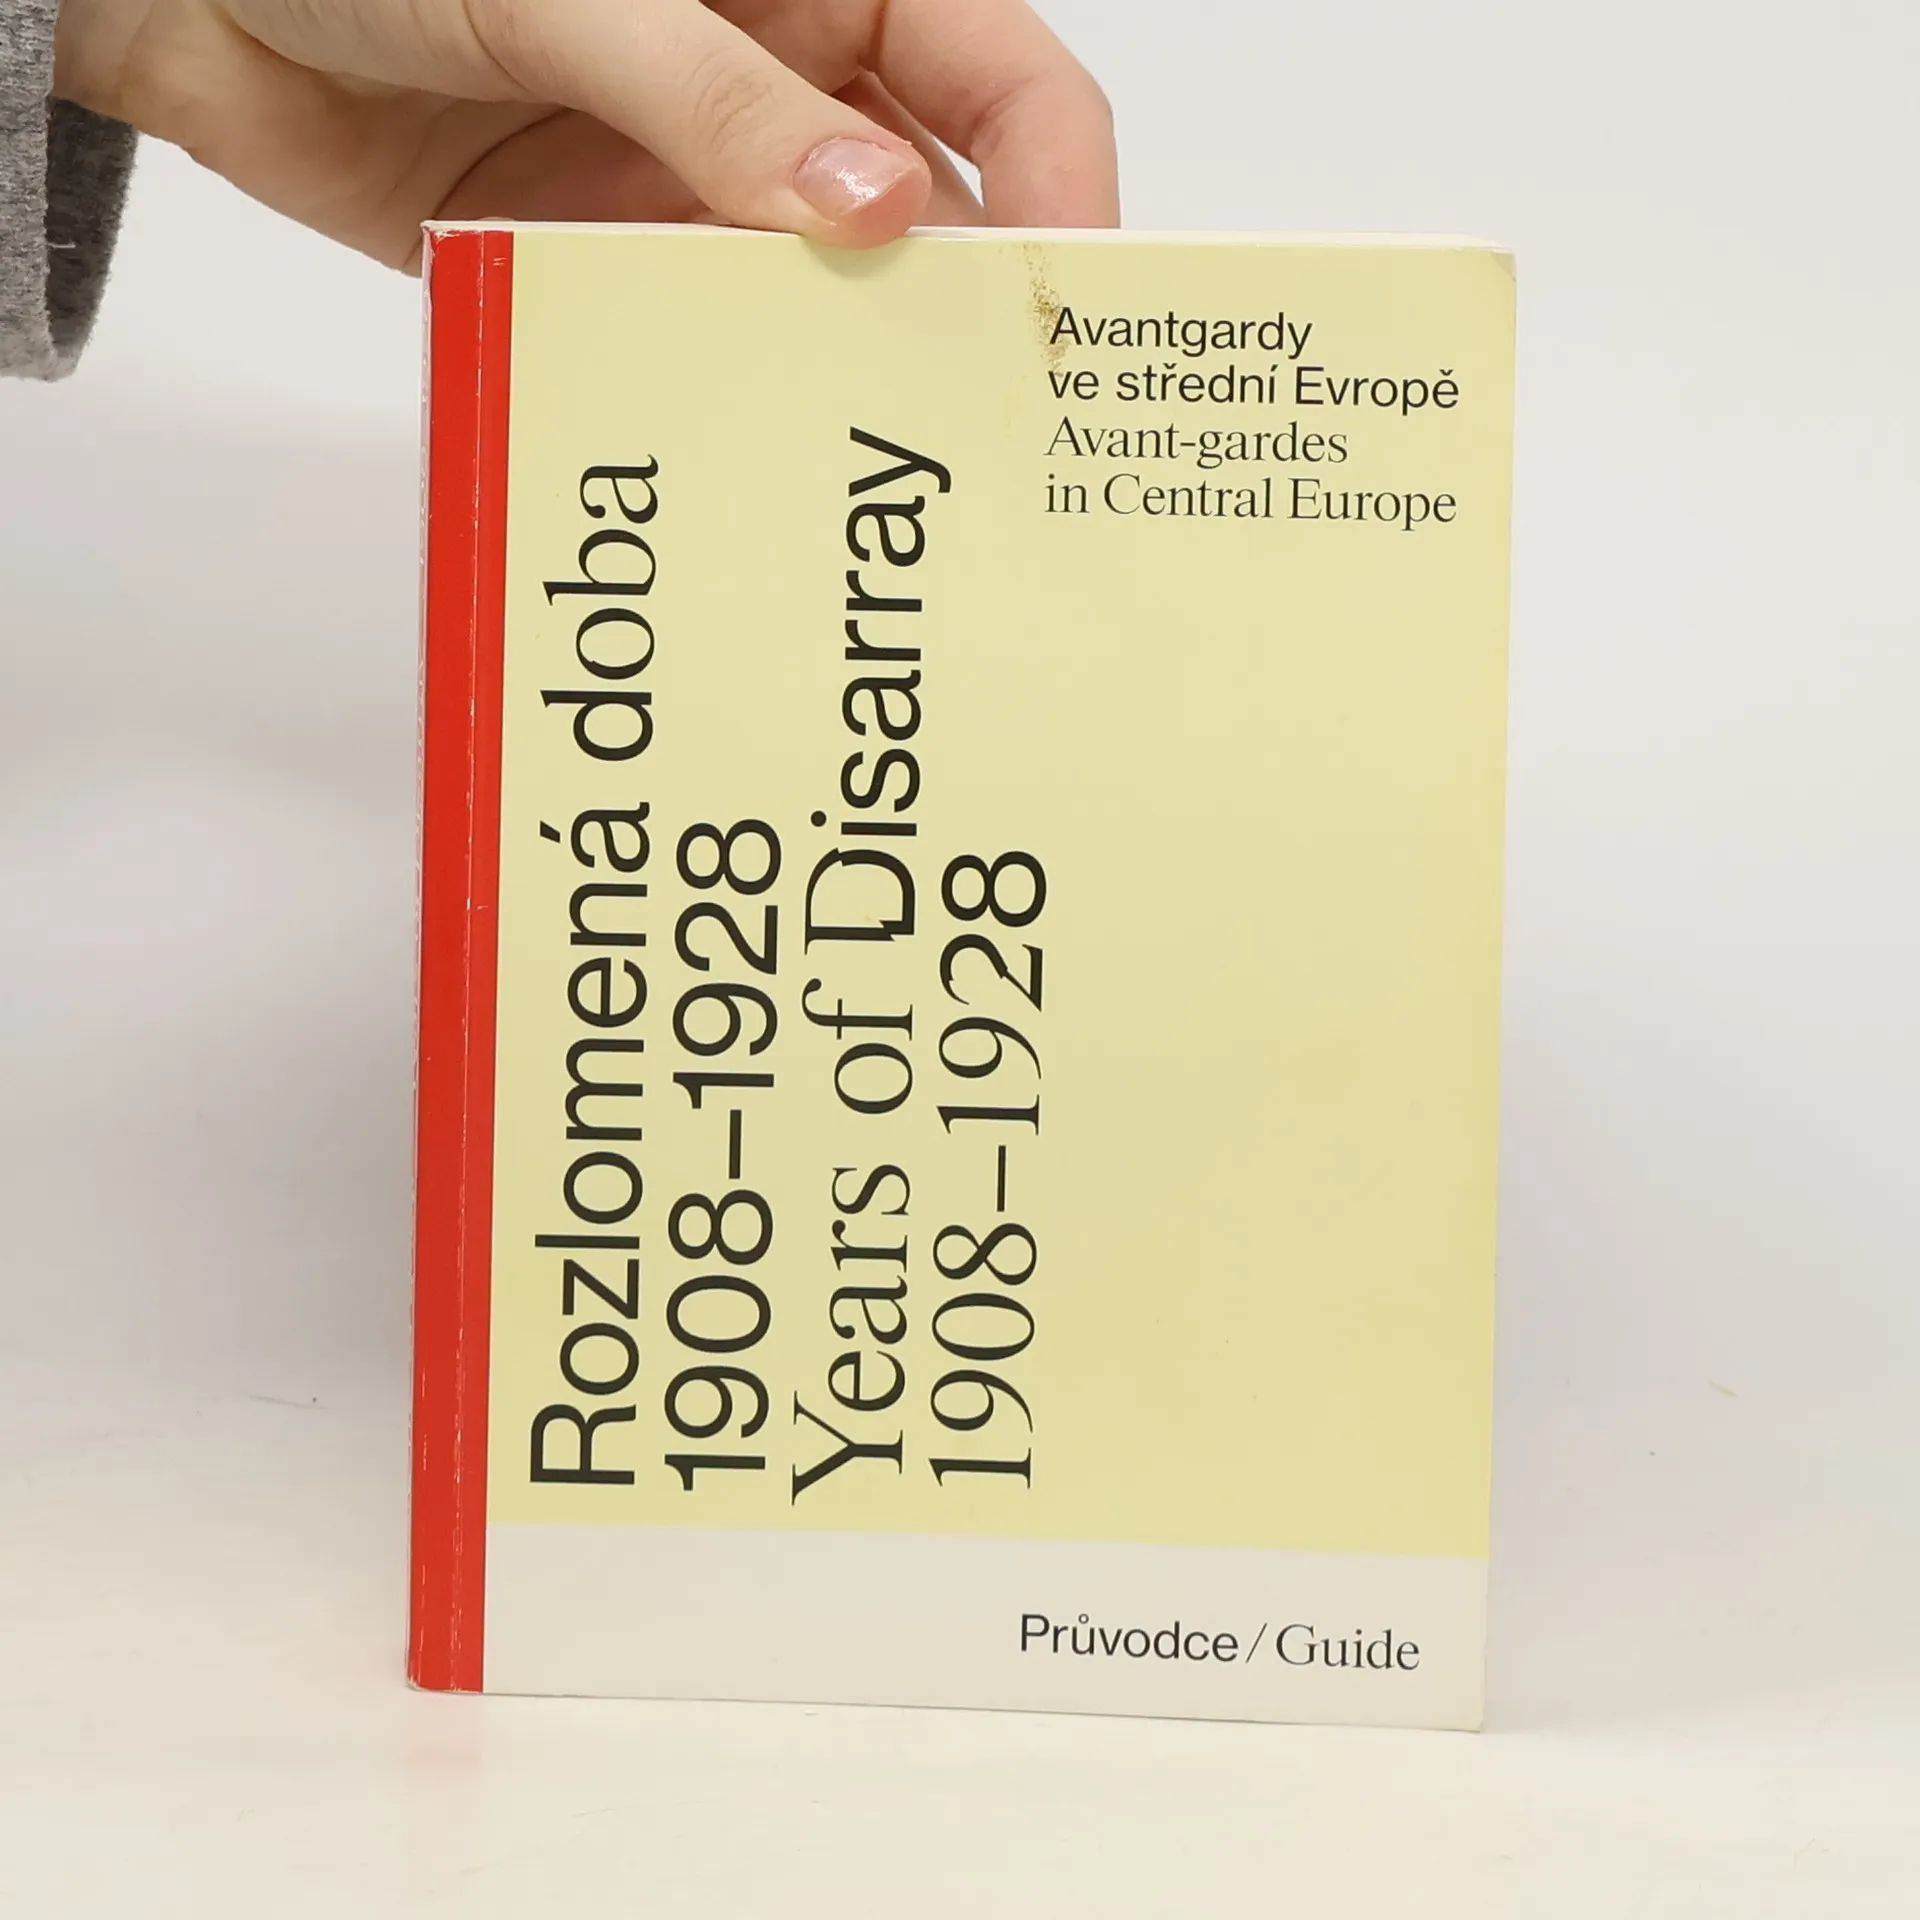 Avantgardy
ve střední Evropě
Avant-gardes
in Central Europe
Rozlomená doba
1908–1928
Years of Disarray
1908–1928
Průvodce / Guide